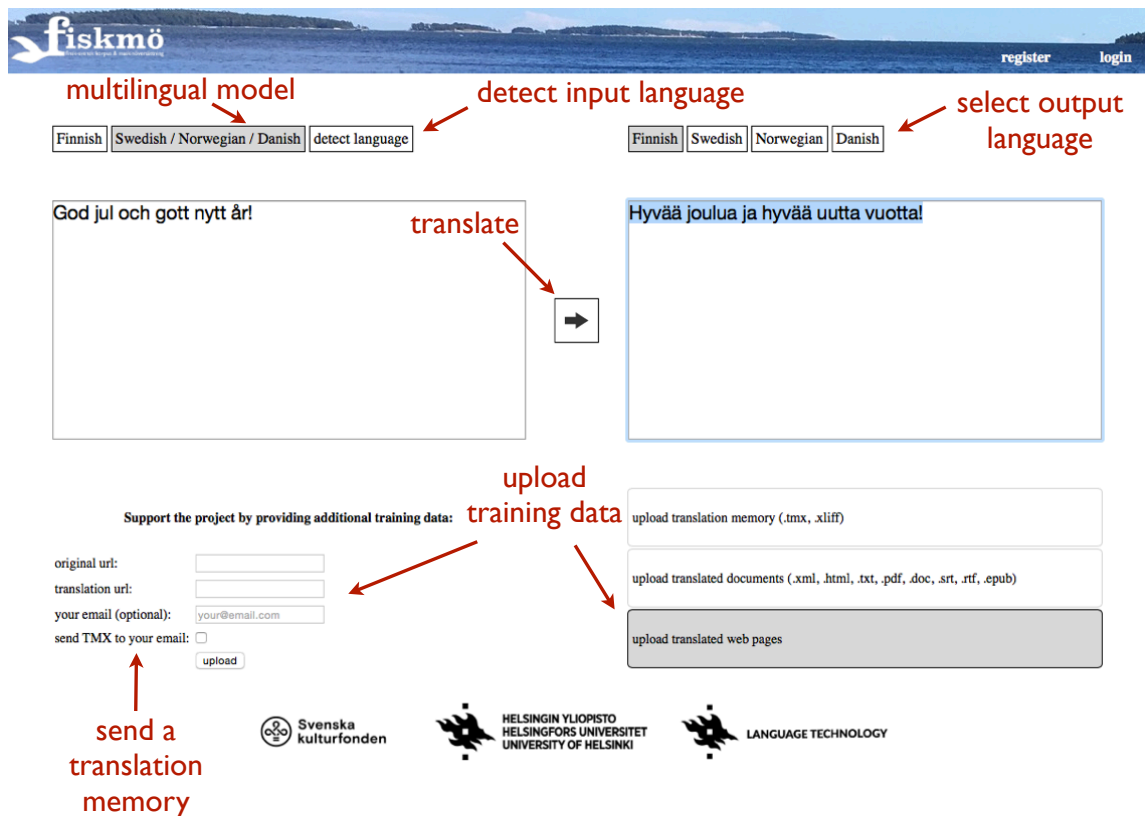 fiskmö
register login
multilingual model
detect input language
select output
language
Finnish Swedish / Norwegian / Danish detect language
Finnish Swedish Norwegian Danish
God jul och gott nytt år!
translate
Hyvää joulua ja hyvää uutta vuotta!
upload
training data
Support the project by providing additional training data:
original url:
translation url:
your email (optional): your@email.com
send TMX to your email:
upload
upload translation memory (.tmx, .xliff)
upload translated documents (.xml, .html, .txt, .pdf, .doc, .srt, .rtf, .epub)
upload translated web pages
send a
translation
memory
Svenska
kulturfonden
HELSINGIN YLIOPISTO
HELSINGFORS UNIVERSITET
UNIVERSITY OF HELSINKI
LANGUAGE TECHNOLOGY